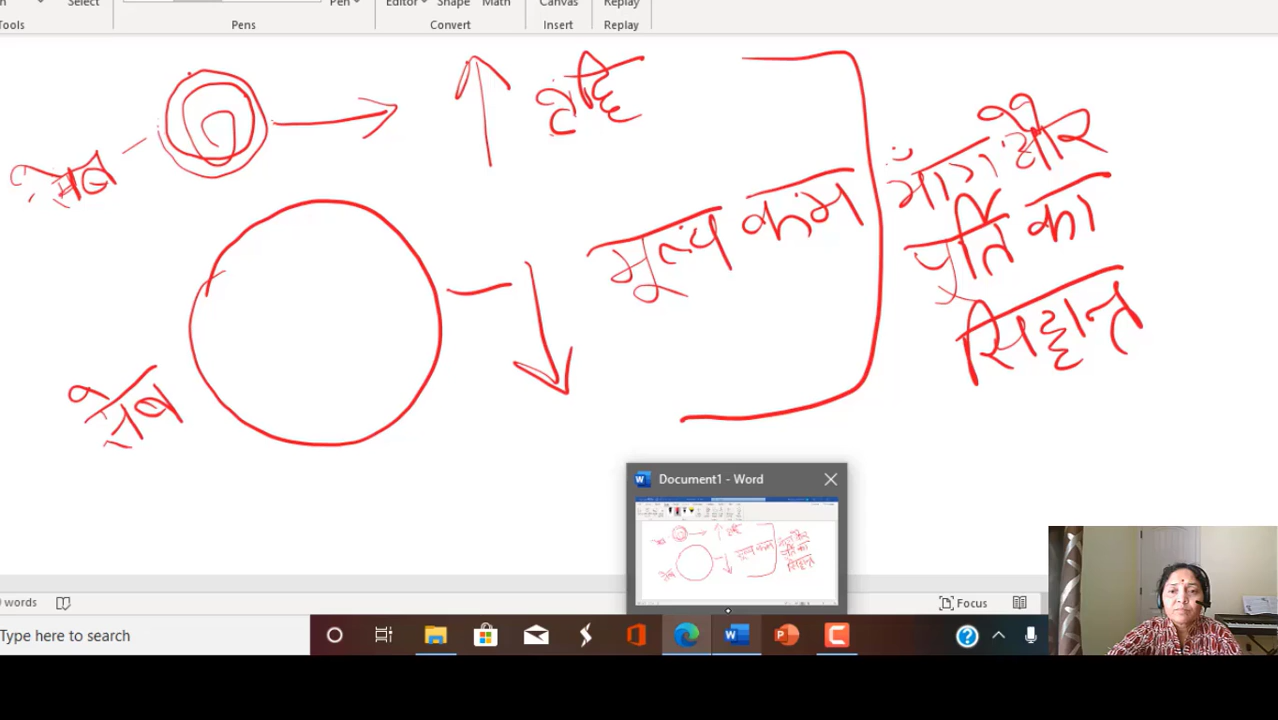 Tools
Select
Pen
Pens
Editor
Shape
Math
Convert
Canvas
Insert
Replay
Replay
सेब
वृद्धि
मूल्य कम
माँग और
पूर्ति का
सिद्धान्त
सेब
Document1 - Word
words
Focus
Type here to search